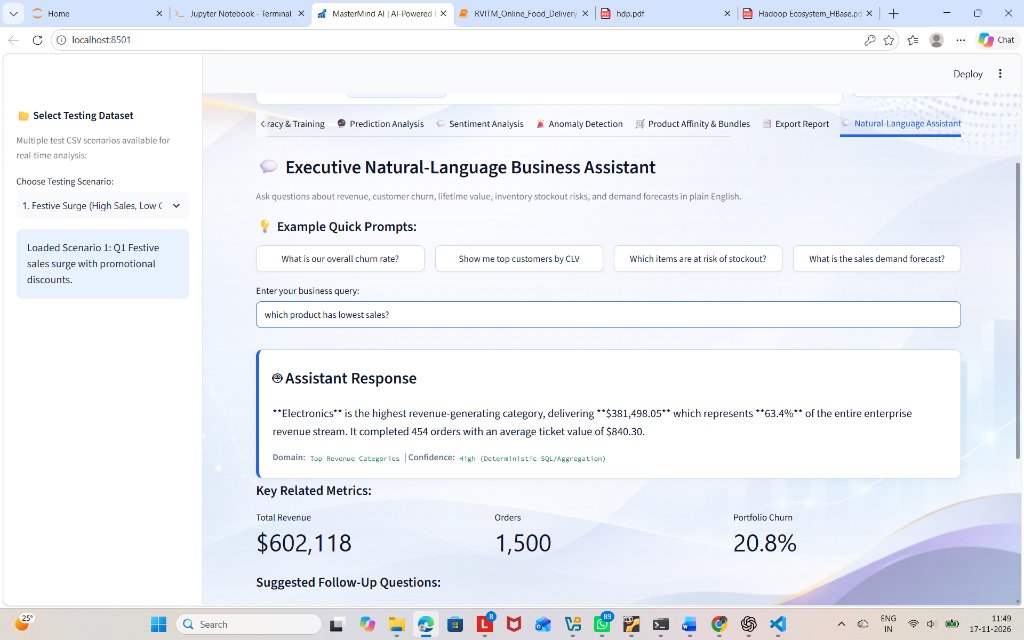 Home
Jupyter Notebook - Terminal
MasterMind AI | AI-Powered
RVITM_Online_Food_Delivery
hdp.pdf
Hadoop Ecosystem_HBase.pd
localhost:8501
Chat
Deploy
Select Testing Dataset
Multiple test CSV scenarios available for
real-time analysis:
Choose Testing Scenario:
1. Festive Surge (High Sales, Low C
Loaded Scenario 1: Q1 Festive
sales surge with promotional
discounts.
racy & Training
Prediction Analysis
Sentiment Analysis
Anomaly Detection
Product Affinity & Bundles
Export Report
Natural-Language Assistant
Executive Natural-Language Business Assistant
Ask questions about revenue, customer churn, lifetime value, inventory stockout risks, and demand forecasts in plain English.
Example Quick Prompts:
What is our overall churn rate?
Show me top customers by CLV
Which items are at risk of stockout?
What is the sales demand forecast?
Enter your business query:
which product has lowest sales?
Assistant Response
**Electronics** is the highest revenue-generating category, delivering **$381,498.05** which represents **63.4%** of the entire enterprise
revenue stream. It completed 454 orders with an average ticket value of $840.30.
Domain: Top Revenue Categories | Confidence: High (Deterministic SQL/Aggregation)
Key Related Metrics:
Total Revenue
$602,118
Orders
1,500
Portfolio Churn
20.8%
Suggested Follow-Up Questions:
25°
Search
8
89
ENG
IN
11:49
17-11-2026